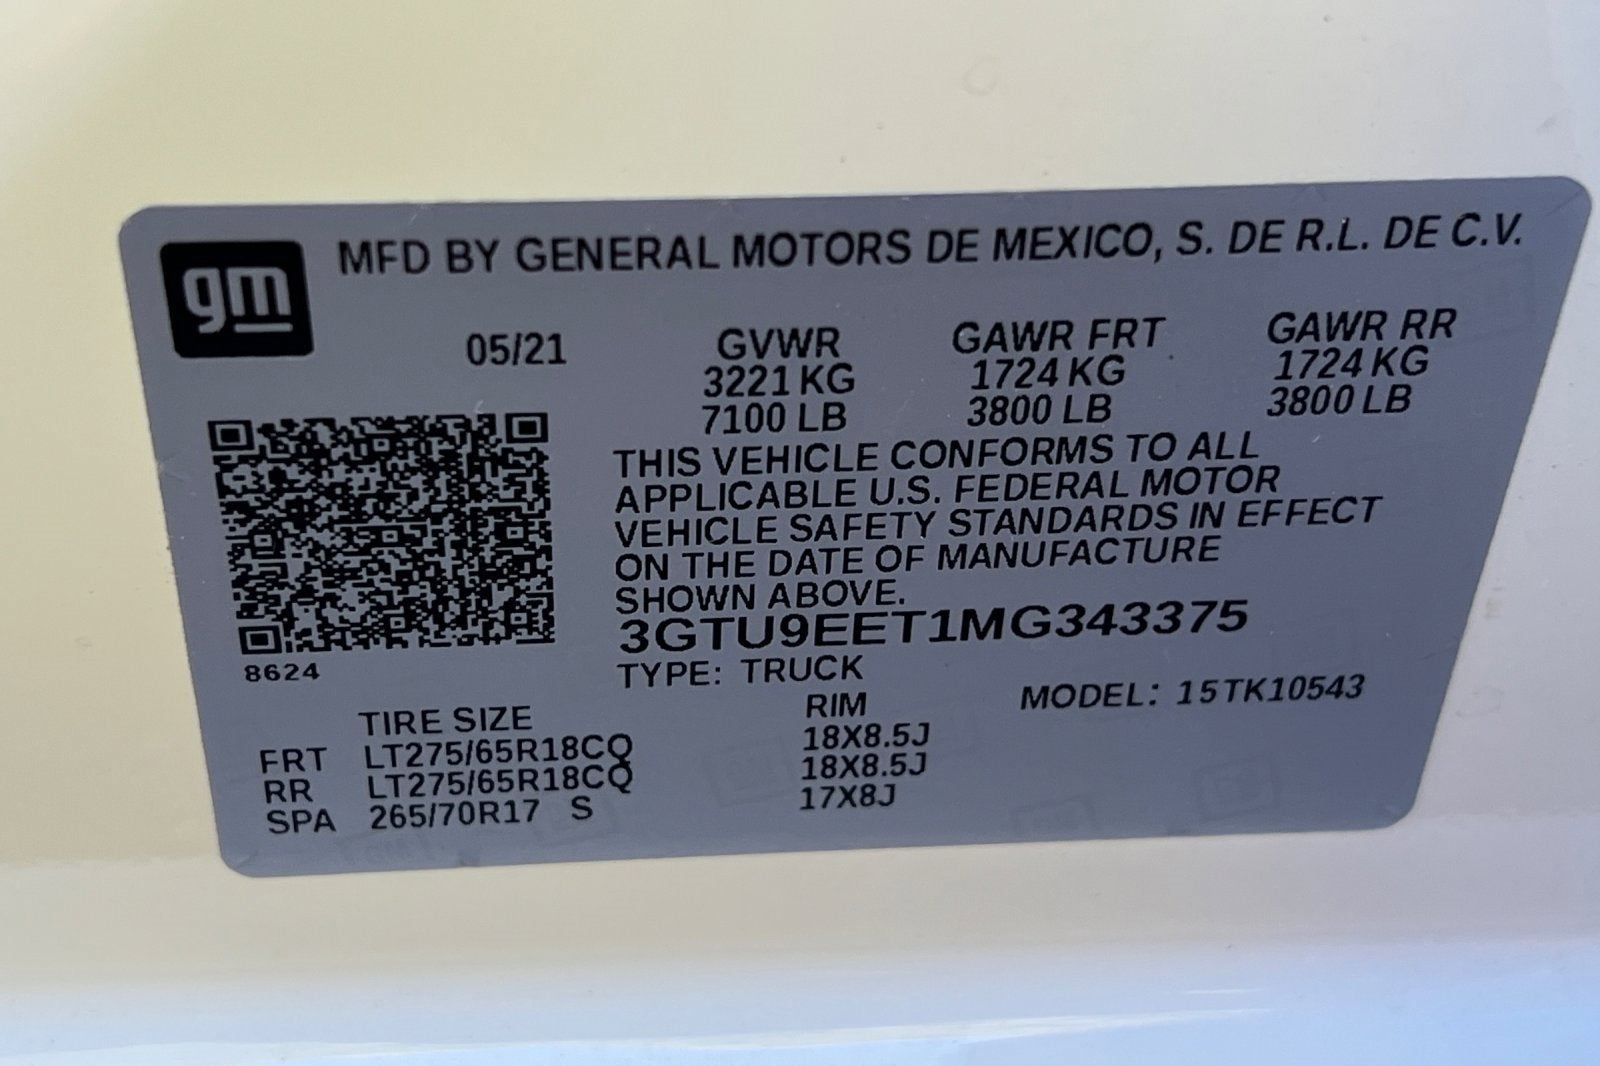 gm MFD BY GENERAL MOTORS DE MEXICO, S. DE R.L. DE C.V.
05/21 GVWR GAWR FRT GAWR RR
3221 KG 1724 KG 1724 KG
7100 LB 3800 LB 3800 LB
THIS VEHICLE CONFORMS TO ALL
APPLICABLE U.S. FEDERAL MOTOR
VEHICLE SAFETY STANDARDS IN EFFECT
ON THE DATE OF MANUFACTURE
SHOWN ABOVE.
3GTU9EET1MG343375
8624 TYPE: TRUCK
TIRE SIZE RIM MODEL: 15TK10543
FRT LT275/65R18CQ 18X8.5J
RR LT275/65R18CQ 18X8.5J
SPA 265/70R17 S 17X8J